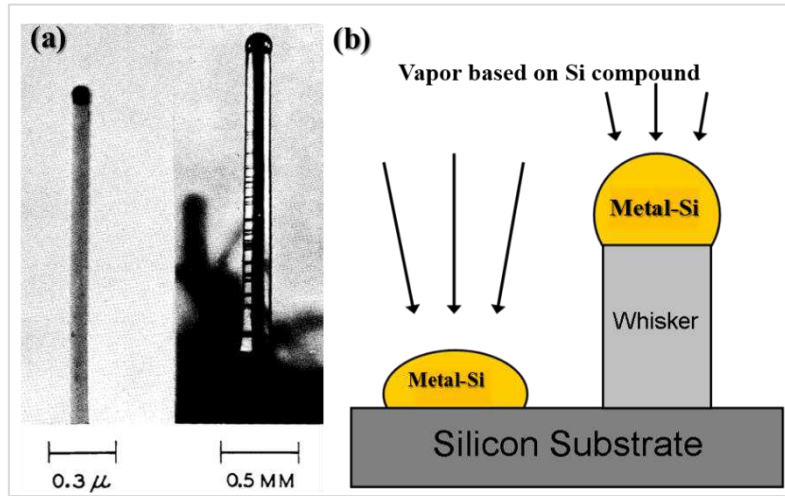 (a)
0.3 μ
0.5 MM
(b)
Vapor based on Si compound
Metal-Si
Metal-Si
Whisker
Silicon Substrate